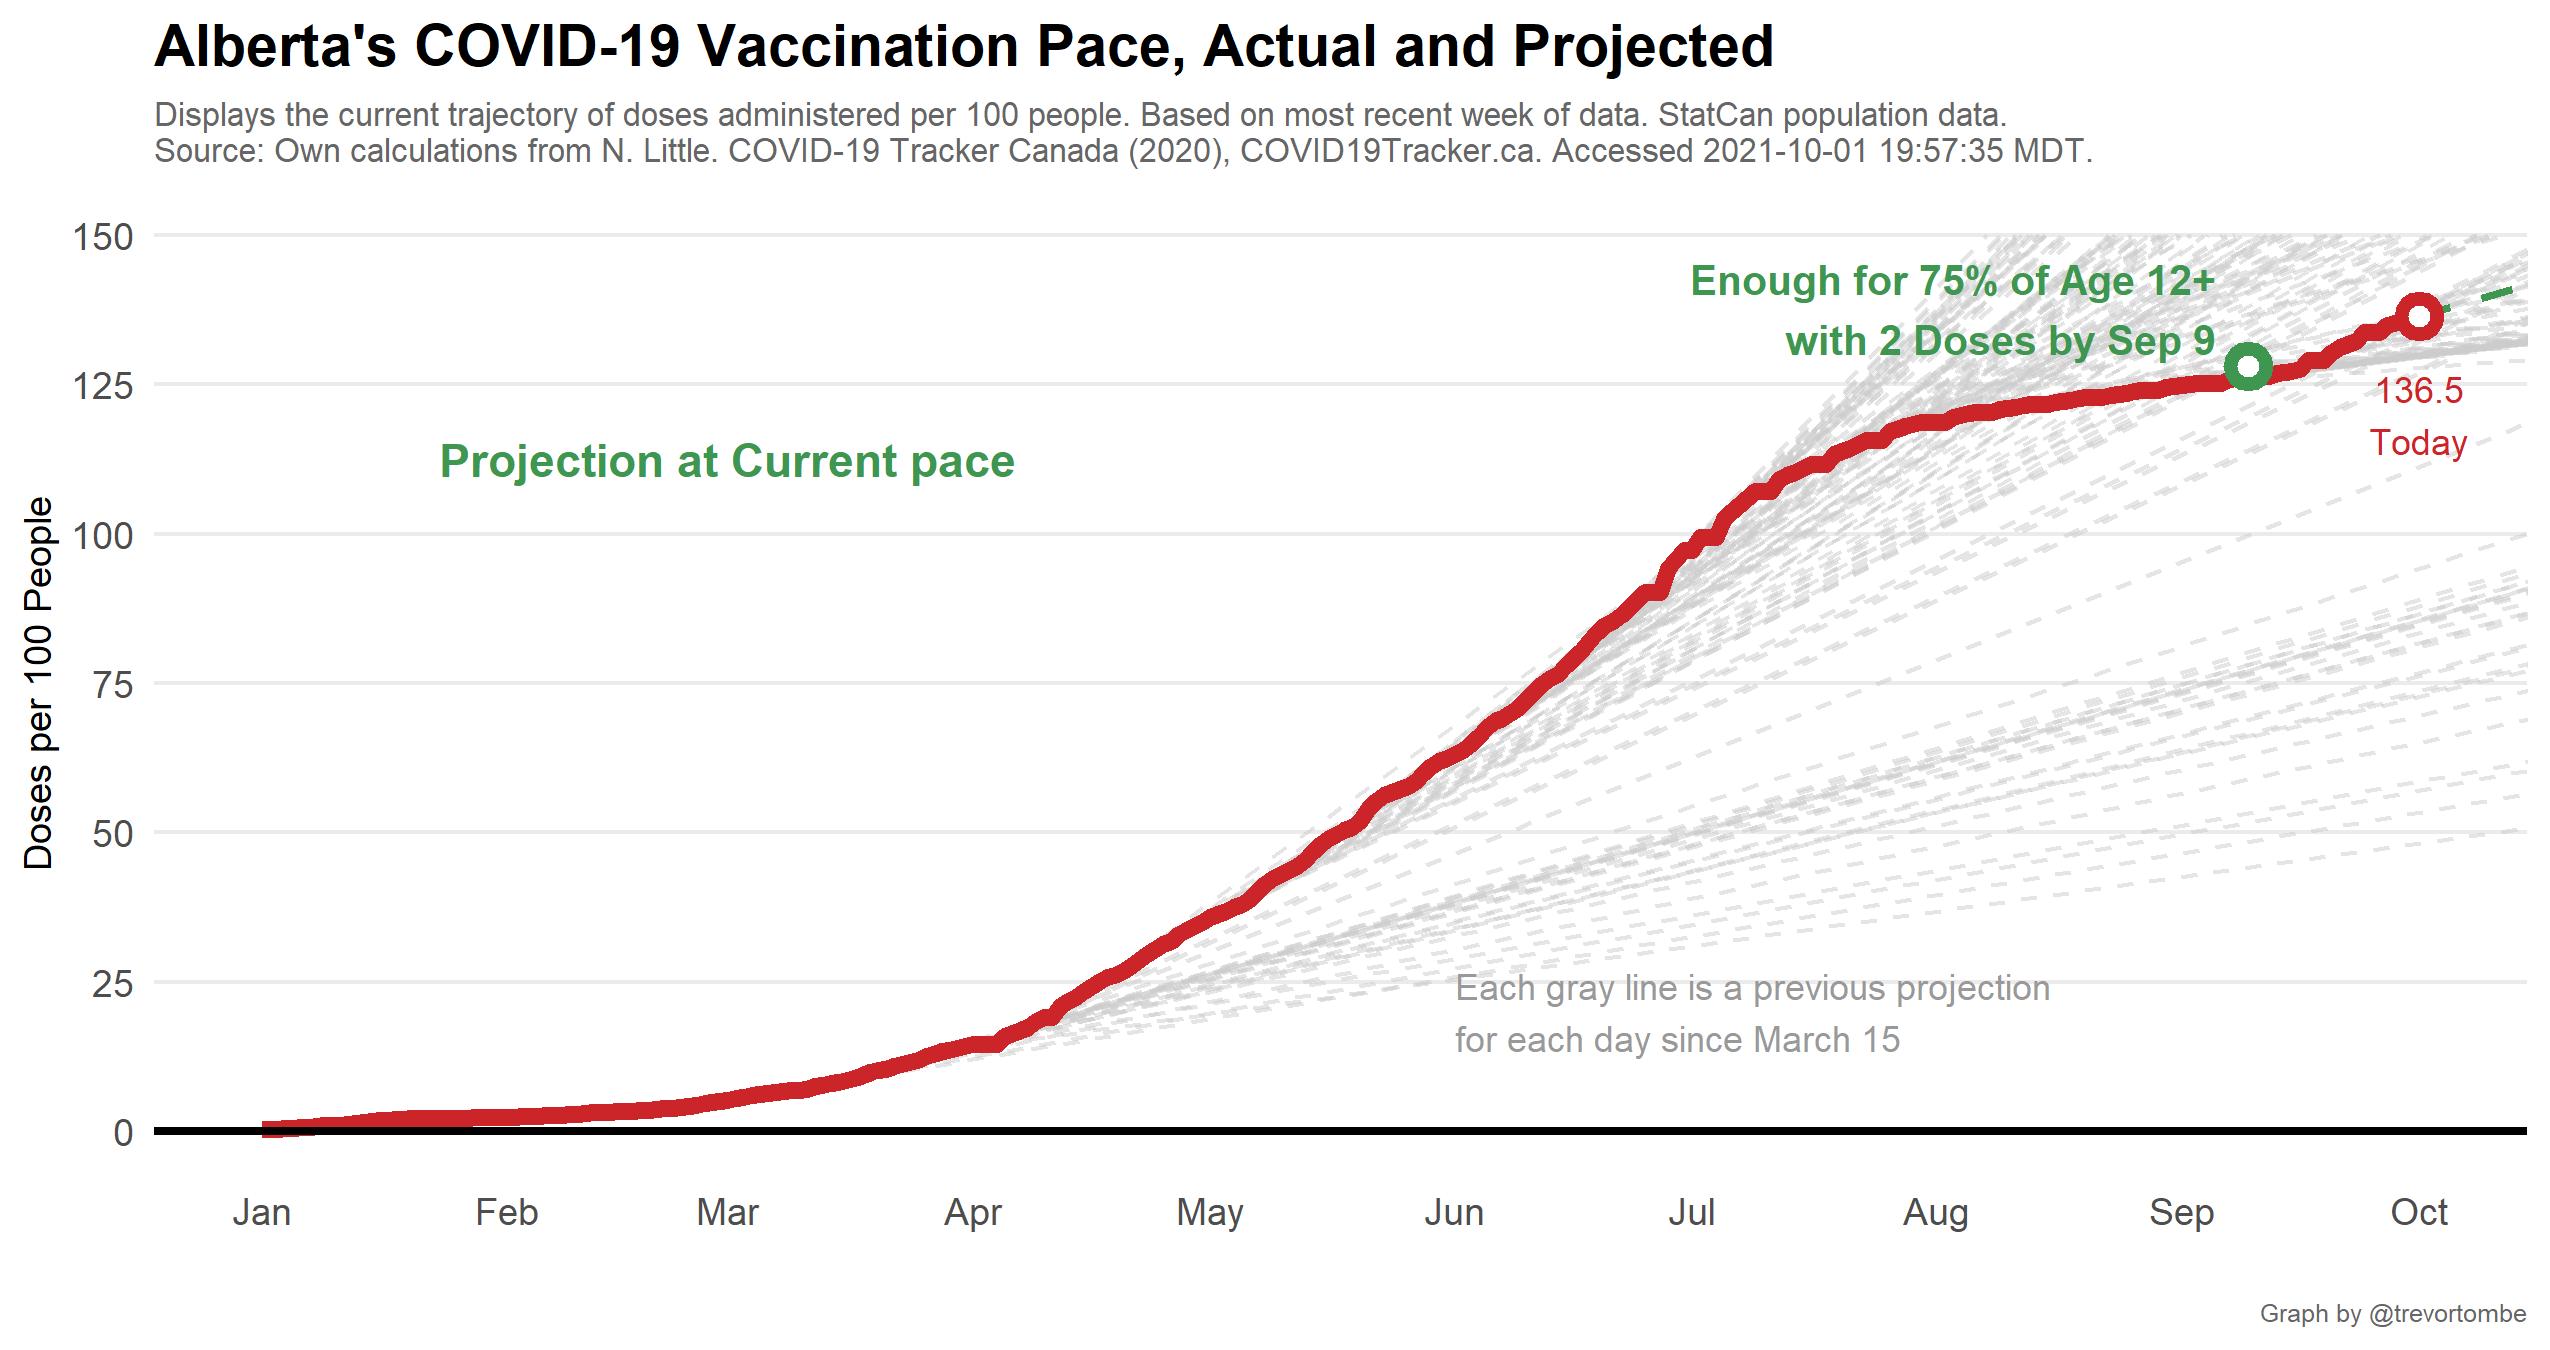 Alberta's COVID-19 Vaccination Pace, Actual and Projected
Displays the current trajectory of doses administered per 100 people. Based on most recent week of data. StatCan population data.
Source: Own calculations from N. Little. COVID-19 Tracker Canada (2020), COVID19Tracker.ca. Accessed 2021-10-01 19:57:35 MDT.
150
Enough for 75% of Age 12+
with 2 Doses by Sep 9
125
136.5
Today
Projection at Current pace
Doses per 100 People
100
75
50
25
Each gray line is a previous projection
for each day since March 15
0
Jan Feb Mar Apr May Jun Jul Aug Sep Oct
Graph by @trevortombe